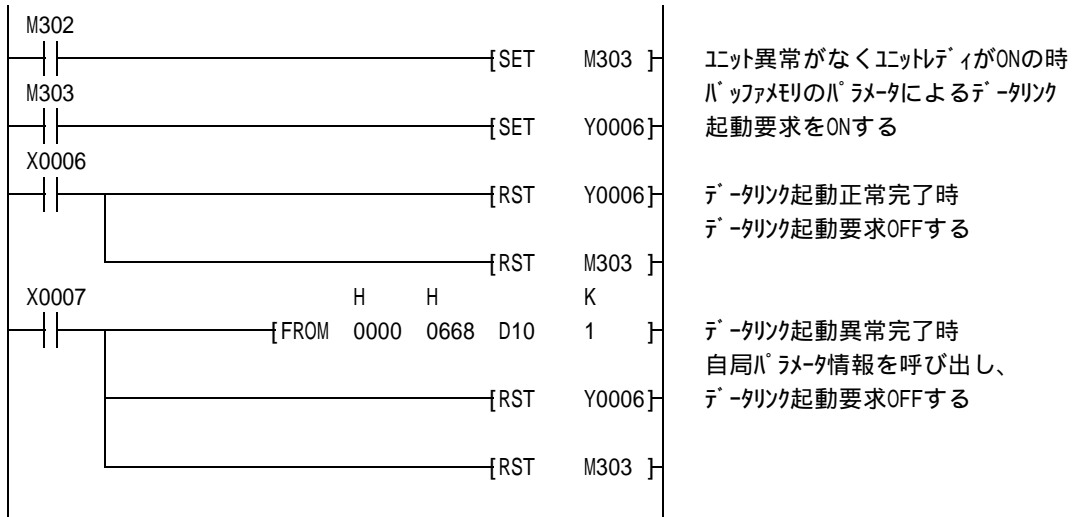 M302
[SET M303 ] ﾕﾆｯﾄ異常がなくﾕﾆｯﾄﾚﾃﾞｨがONの時
M303 ﾊﾞｯﾌｧﾒﾓﾘのﾊﾟﾗﾒｰﾀによるﾃﾞｰﾀﾘﾝｸ
[SET Y0006] 起動要求をONする
X0006
[RST Y0006] ﾃﾞｰﾀﾘﾝｸ起動正常完了時
ﾃﾞｰﾀﾘﾝｸ起動要求OFFする
[RST M303 ]
X0007 H H K
[FROM 0000 0668 D10 1 ] ﾃﾞｰﾀﾘﾝｸ起動異常完了時
自局ﾊﾟﾗﾒｰﾀ情報を呼び出し、
[RST Y0006] ﾃﾞｰﾀﾘﾝｸ起動要求OFFする
[RST M303 ]